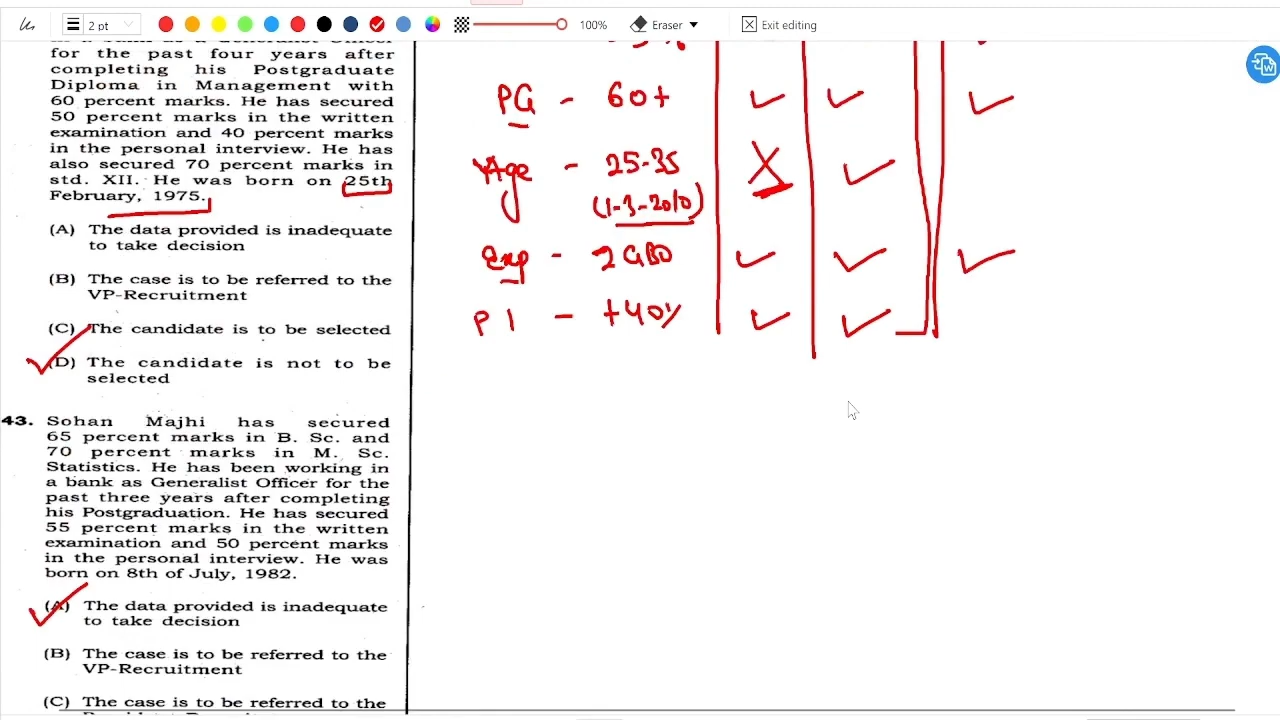 2 pt
100%
Eraser
Exit editing
for the past four years after
completing his Postgraduate
Diploma in Management with
60 percent marks. He has secured
50 percent marks in the written
examination and 40 percent marks
in the personal interview. He has
also secured 70 percent marks in
std. XII. He was born on 25th
February, 1975.
(A) The data provided is inadequate
to take decision
(B) The case is to be referred to the
VP-Recruitment
(C) The candidate is to be selected
(D) The candidate is not to be
selected
43. Sohan Majhi has secured
65 percent marks in B. Sc. and
70 percent marks in M. Sc.
Statistics. He has been working in
a bank as Generalist Officer for the
past three years after completing
his Postgraduation. He has secured
55 percent marks in the written
examination and 50 percent marks
in the personal interview. He was
born on 8th of July, 1982.
(A) The data provided is inadequate
to take decision
(B) The case is to be referred to the
VP-Recruitment
(C) The case is to be referred to the
PG - 60+
Age - 25-35
(1-3-2010)
Exp - 2 GBO
PI - +40%